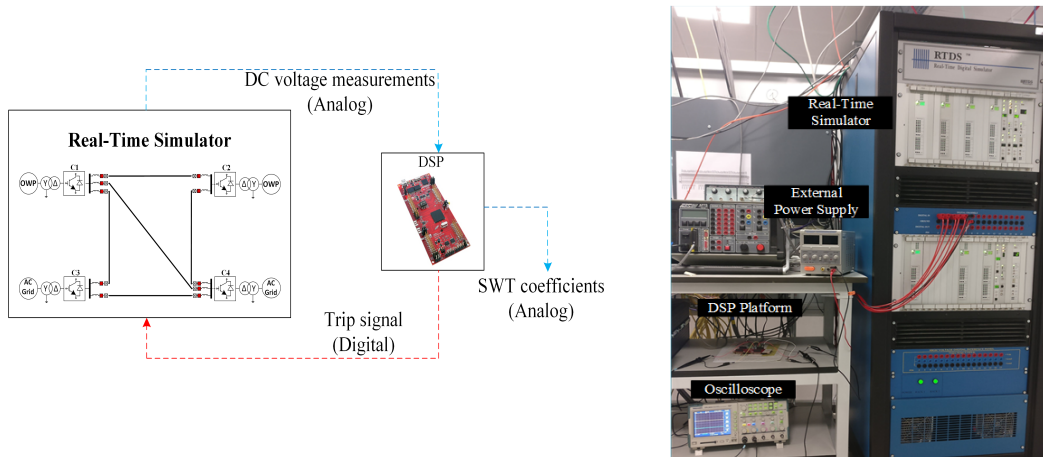 DC voltage measurements
(Analog)
Real-Time Simulator
C1
OWP
Y
Δ
C2
Δ
Y
OWP
C3
AC
Grid
Y
Δ
C4
Δ
Y
AC
Grid
DSP
SWT coefficients
(Analog)
Trip signal
(Digital)
RTDS
Real-Time Digital Simulator
Real-Time
Simulator
External
Power Supply
DSP Platform
Oscilloscope